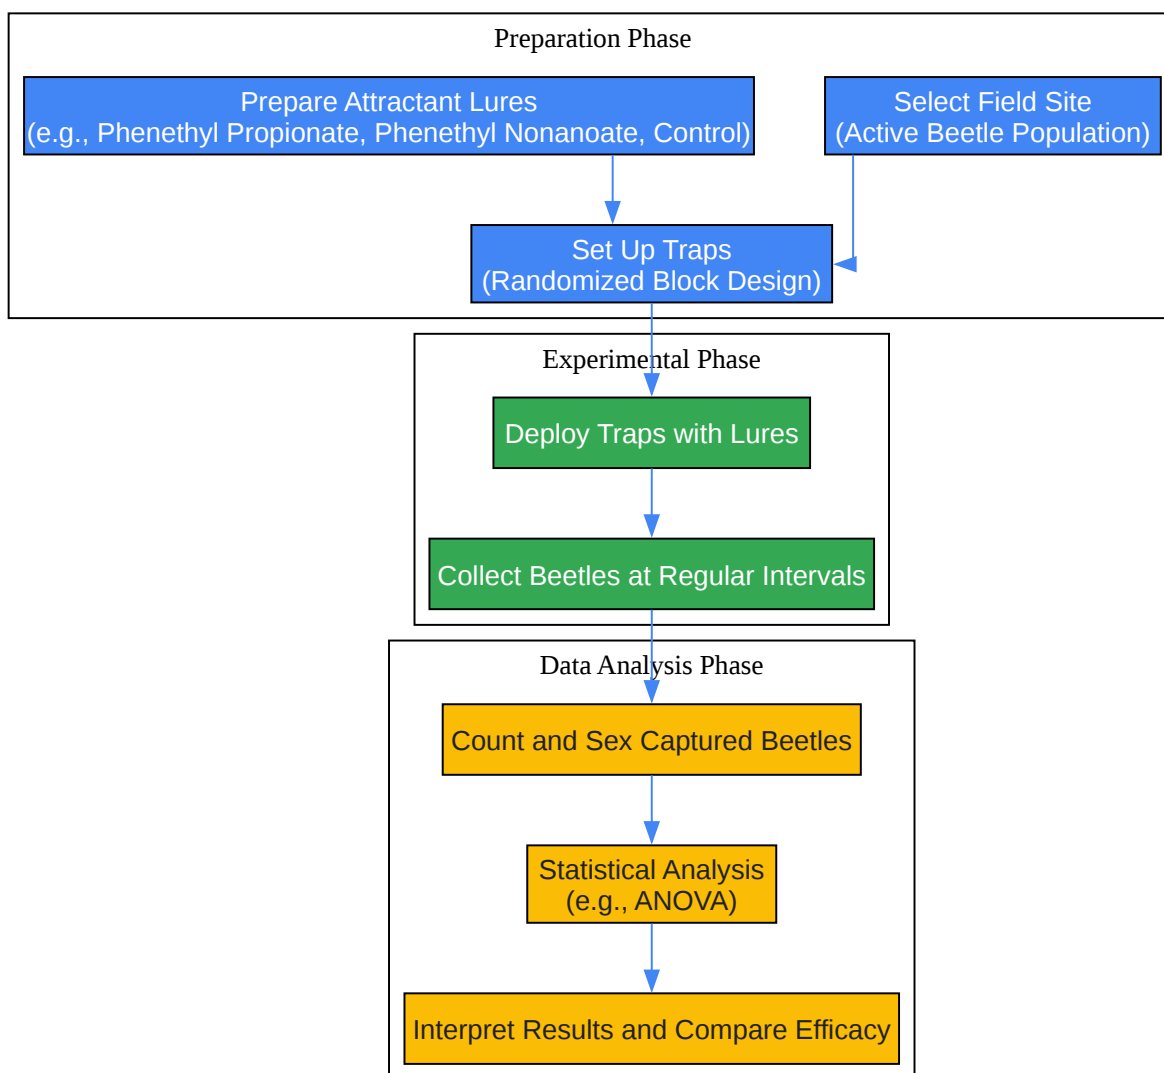 Preparation Phase
Prepare Attractant Lures
(e.g., Phenethyl Propionate, Phenethyl Nonanoate, Control)
Select Field Site
(Active Beetle Population)
Set Up Traps
(Randomized Block Design)
Experimental Phase
Deploy Traps with Lures
Collect Beetles at Regular Intervals
Data Analysis Phase
Count and Sex Captured Beetles
Statistical Analysis
(e.g., ANOVA)
Interpret Results and Compare Efficacy